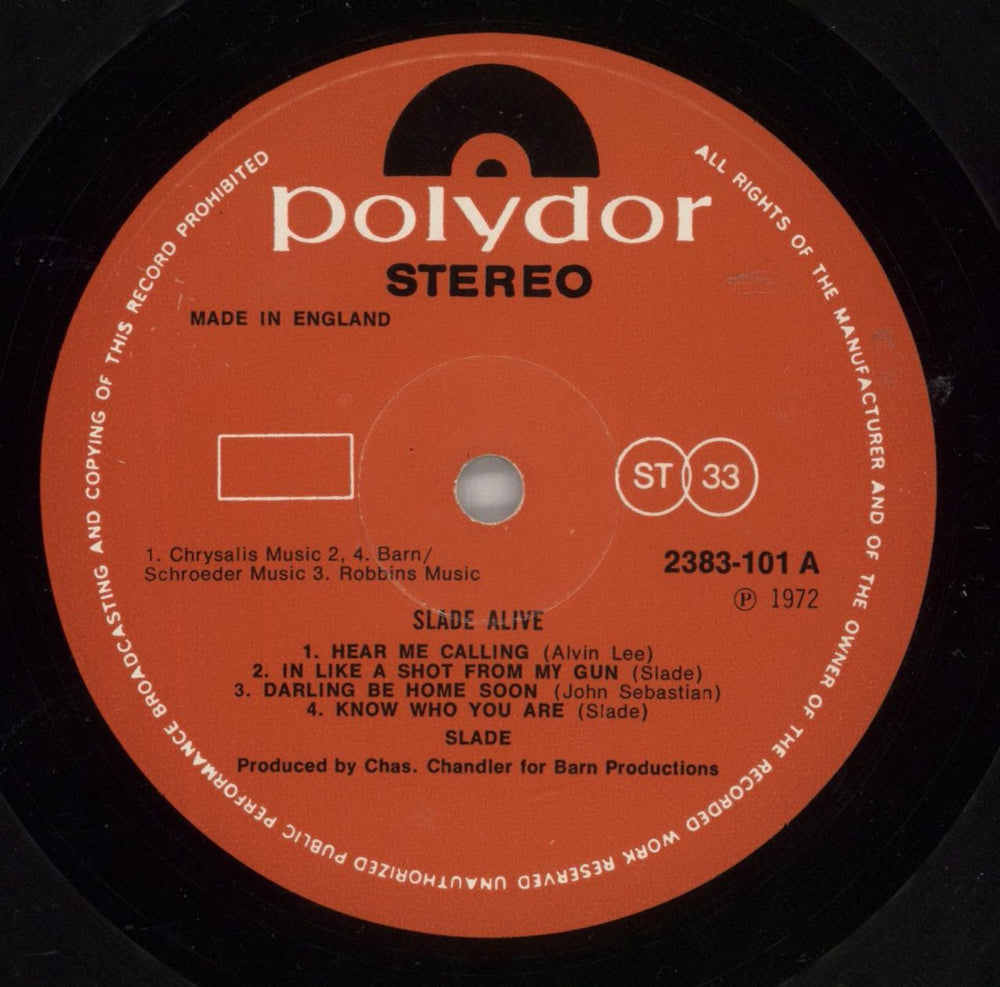 polydor
STEREO
MADE IN ENGLAND
ST 33
1. Chrysalis Music 2, 4. Barn/
Schroeder Music 3. Robbins Music
2383-101 A
Ⓟ 1972
SLADE ALIVE
1. HEAR ME CALLING (Alvin Lee)
2. IN LIKE A SHOT FROM MY GUN (Slade)
3. DARLING BE HOME SOON (John Sebastian)
4. KNOW WHO YOU ARE (Slade)
SLADE
Produced by Chas. Chandler for Barn Productions
ALL RIGHTS OF THE MANUFACTURER AND OF THE OWNER OF THE RECORDED WORK RESERVED UNAUTHORIZED PUBLIC PERFORMANCE BROADCASTING AND COPYING OF THIS RECORD PROHIBITED